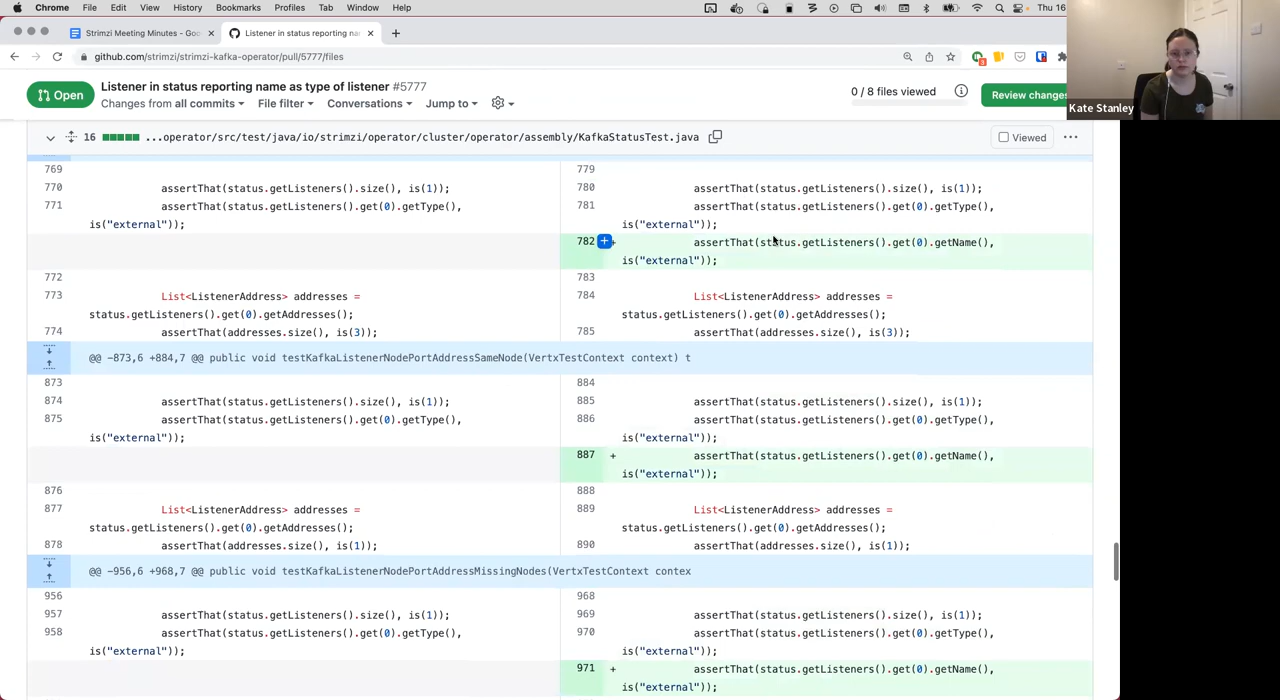 Chrome File Edit View History Bookmarks Profiles Tab Window Help Thu 16
Strimzi Meeting Minutes - Goo
Listener in status reporting nam
github.com/strimzi/strimzi-kafka-operator/pull/5777/files
Kate Stanley
Open
Listener in status reporting name as type of listener #5777
Changes from all commits File filter Conversations Jump to
0 / 8 files viewed
Review changes
16 ...operator/src/test/java/io/strimzi/operator/cluster/operator/assembly/KafkaStatusTest.java
Viewed
769 779
770 assertThat(status.getListeners().size(), is(1)); 780 assertThat(status.getListeners().size(), is(1));
771 assertThat(status.getListeners().get(0).getType(), 781 assertThat(status.getListeners().get(0).getType(),
is("external")); is("external"));
782 + assertThat(status.getListeners().get(0).getName(),
is("external"));
772 783
773 List<ListenerAddress> addresses = 784 List<ListenerAddress> addresses =
status.getListeners().get(0).getAddresses(); status.getListeners().get(0).getAddresses();
774 assertThat(addresses.size(), is(3)); 785 assertThat(addresses.size(), is(3));
@@ -873,6 +884,7 @@ public void testKafkaListenerNodePortAddressSameNode(VertxTestContext context) t
873 884
874 assertThat(status.getListeners().size(), is(1)); 885 assertThat(status.getListeners().size(), is(1));
875 assertThat(status.getListeners().get(0).getType(), 886 assertThat(status.getListeners().get(0).getType(),
is("external")); is("external"));
887 + assertThat(status.getListeners().get(0).getName(),
is("external"));
876 888
877 List<ListenerAddress> addresses = 889 List<ListenerAddress> addresses =
status.getListeners().get(0).getAddresses(); status.getListeners().get(0).getAddresses();
878 assertThat(addresses.size(), is(1)); 890 assertThat(addresses.size(), is(1));
@@ -956,6 +968,7 @@ public void testKafkaListenerNodePortAddressMissingNodes(VertxTestContext contex
956 968
957 assertThat(status.getListeners().size(), is(1)); 969 assertThat(status.getListeners().size(), is(1));
958 assertThat(status.getListeners().get(0).getType(), 970 assertThat(status.getListeners().get(0).getType(),
is("external")); is("external"));
971 + assertThat(status.getListeners().get(0).getName(),
is("external"));